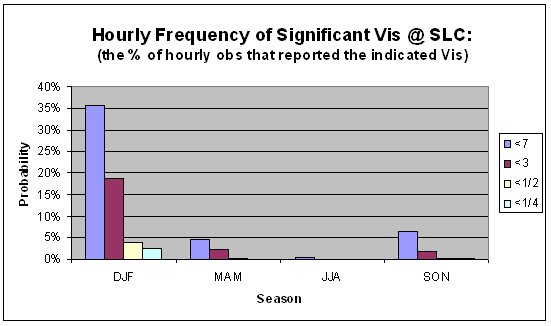 Hourly Frequency of Significant Vis @ SLC:
(the % of hourly obs that reported the indicated Vis)
40%
35%
30%
25%
20%
15%
10%
5%
0%
Probability
DJF MAM JJA SON
Season
<7
<3
<1/2
<1/4